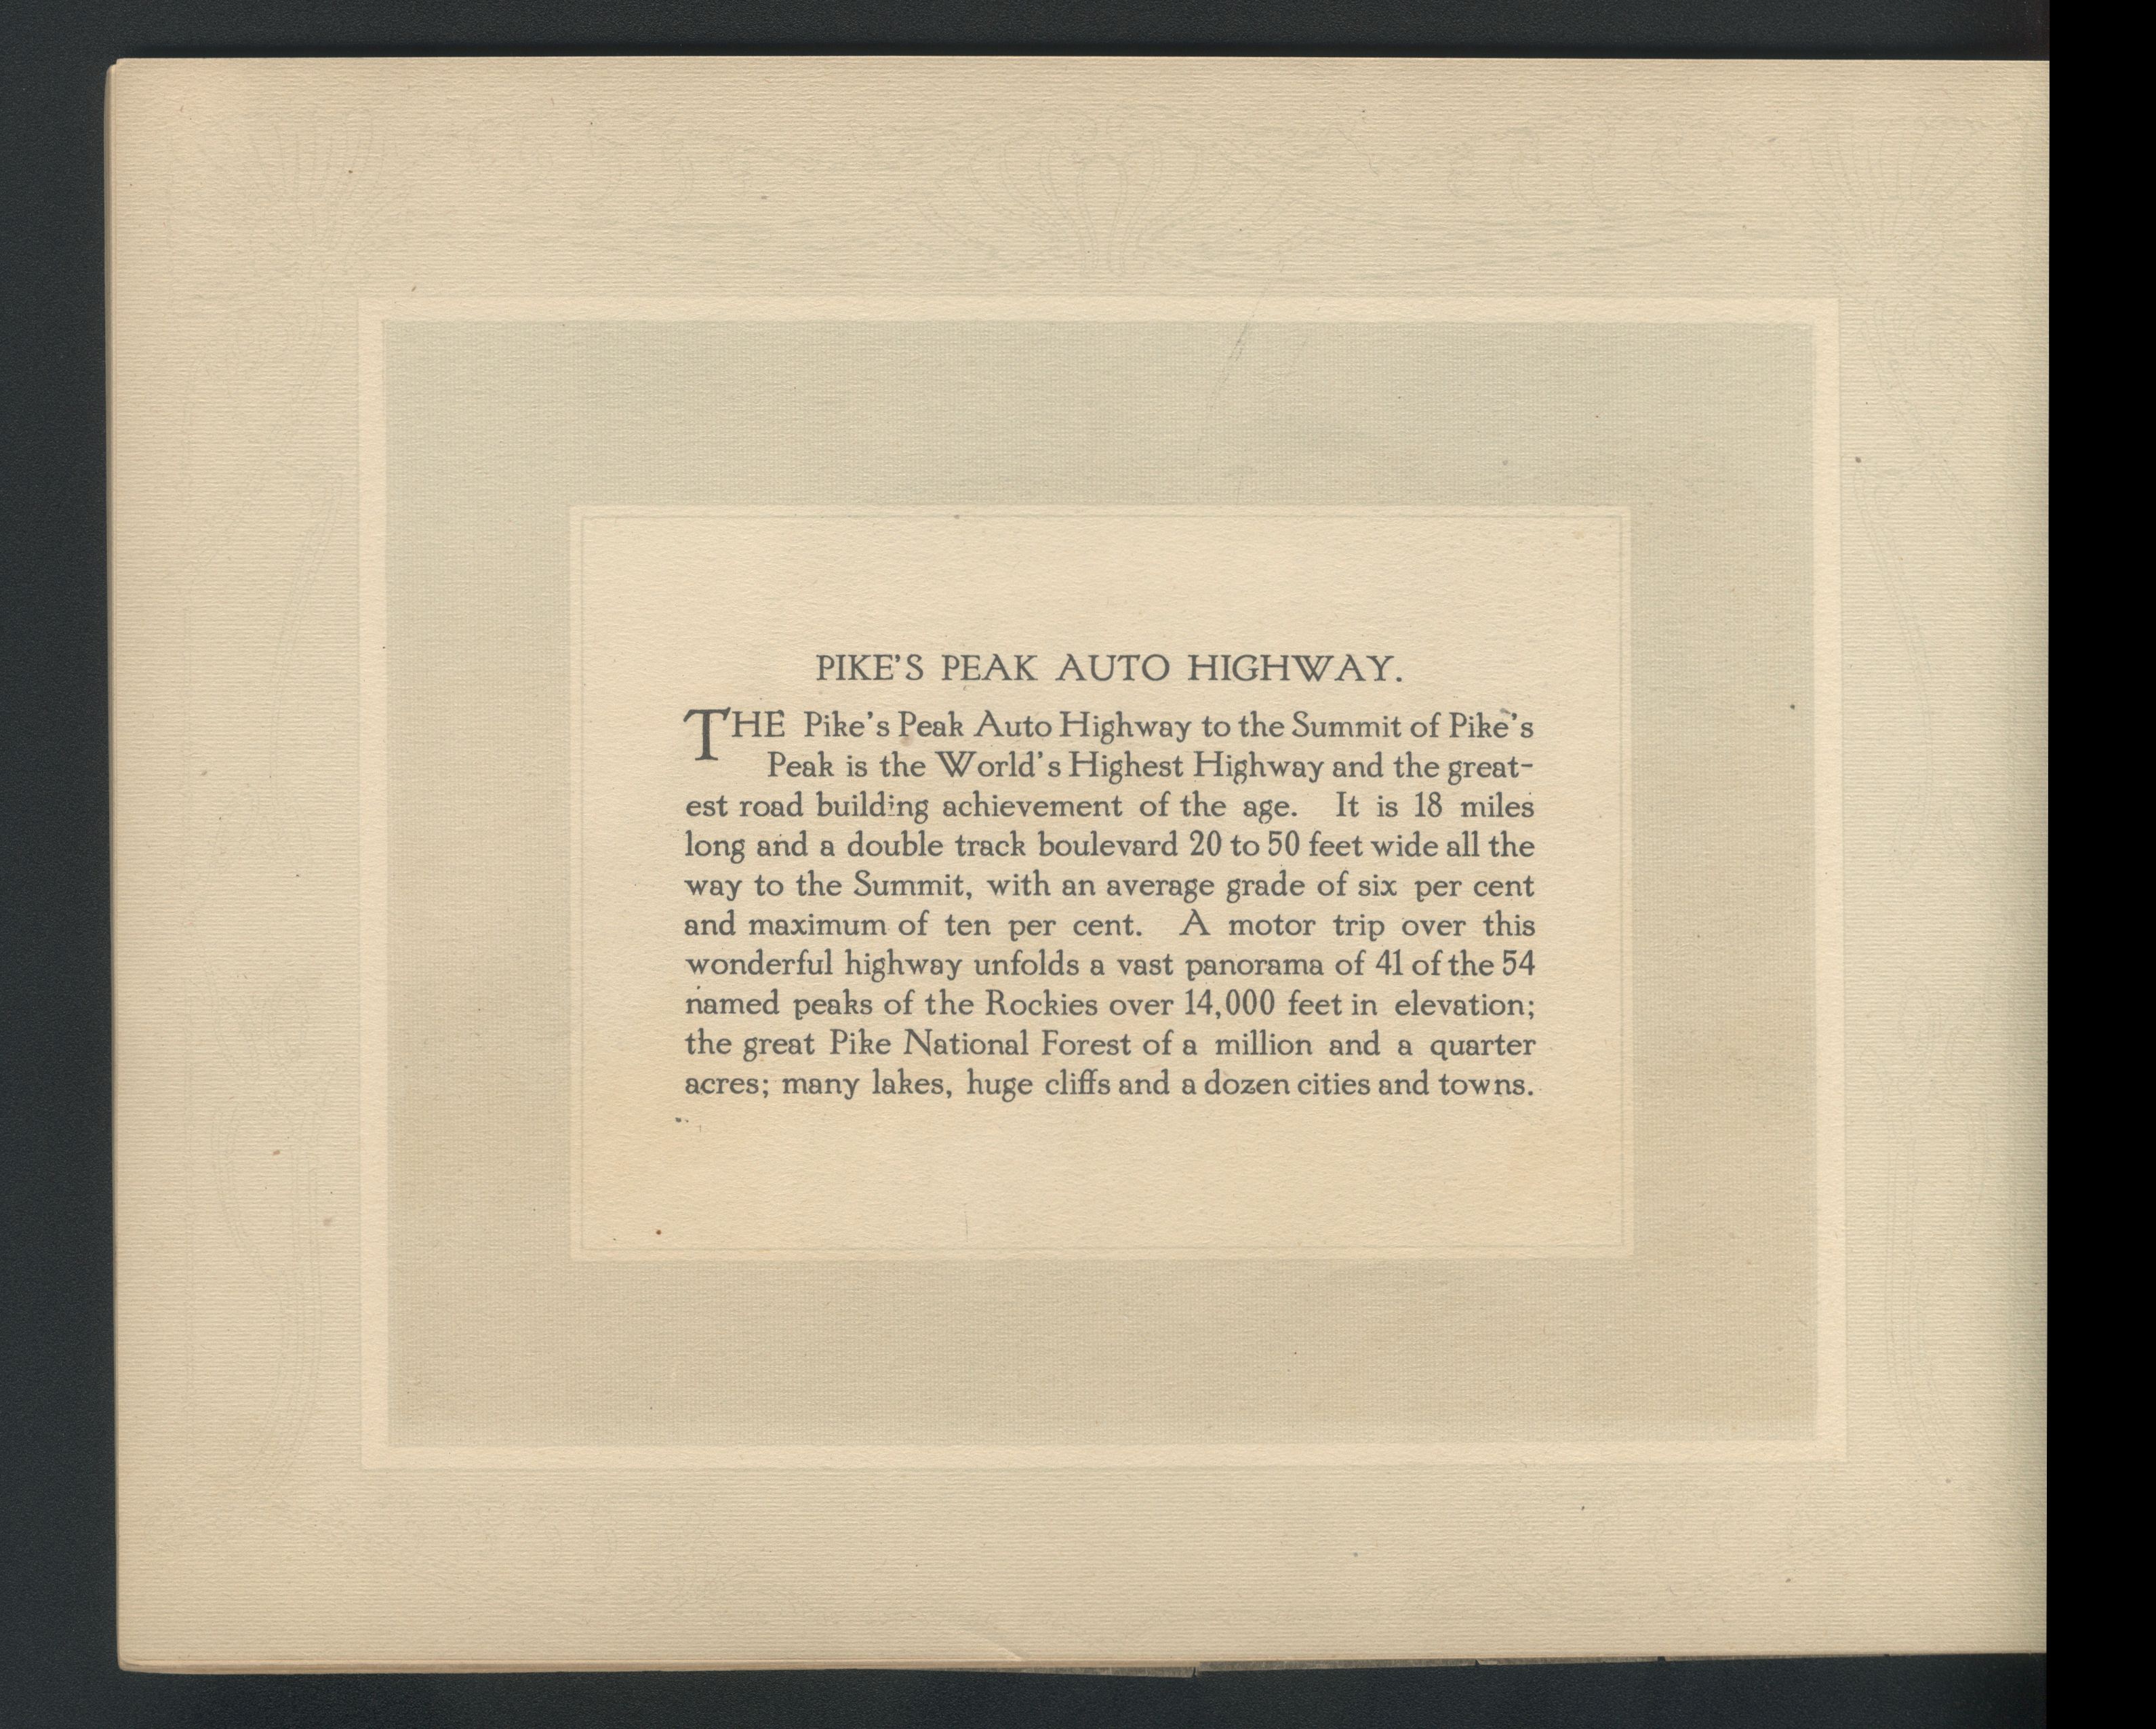 PIKE'S PEAK AUTO HIGHWAY.
THE Pike's Peak Auto Highway to the Summit of Pike's
Peak is the World's Highest Highway and the great-
est road building achievement of the age. It is 18 miles
long and a double track boulevard 20 to 50 feet wide all the
way to the Summit, with an average grade of six per cent
and maximum of ten per cent. A motor trip over this
wonderful highway unfolds a vast panorama of 41 of the 54
named peaks of the Rockies over 14,000 feet in elevation;
the great Pike National Forest of a million and a quarter
acres; many lakes, huge cliffs and a dozen cities and towns.